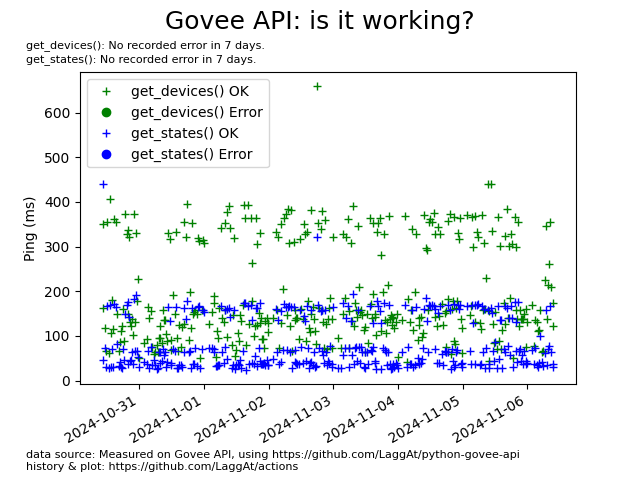 Govee API: is it working?
get_devices(): No recorded error in 7 days.
get_states(): No recorded error in 7 days.
get_devices() OK
get_devices() Error
get_states() OK
get_states() Error
Ping (ms)
600
500
400
300
200
100
0
2024-10-31
2024-11-01
2024-11-02
2024-11-03
2024-11-04
2024-11-05
2024-11-06
data source: Measured on Govee API, using https://github.com/LaggAt/python-govee-api
history & plot: https://github.com/LaggAt/actions